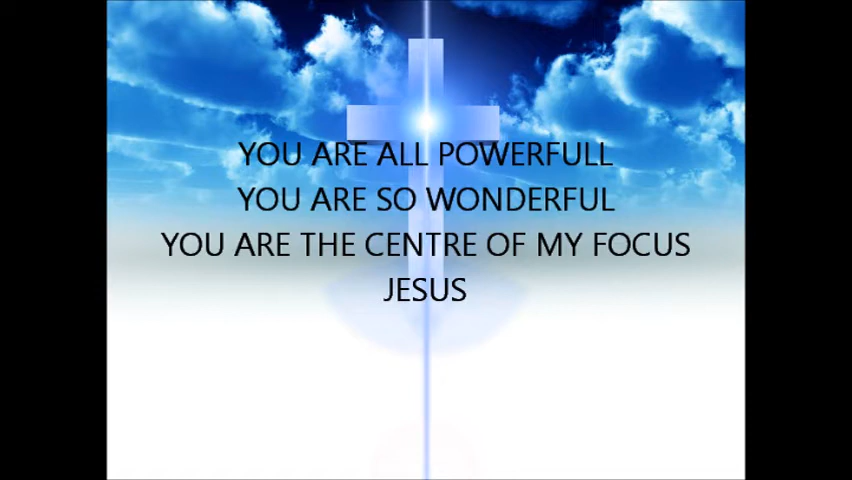 YOU ARE ALL POWERFULL
YOU ARE SO WONDERFUL
YOU ARE THE CENTRE OF MY FOCUS
JESUS